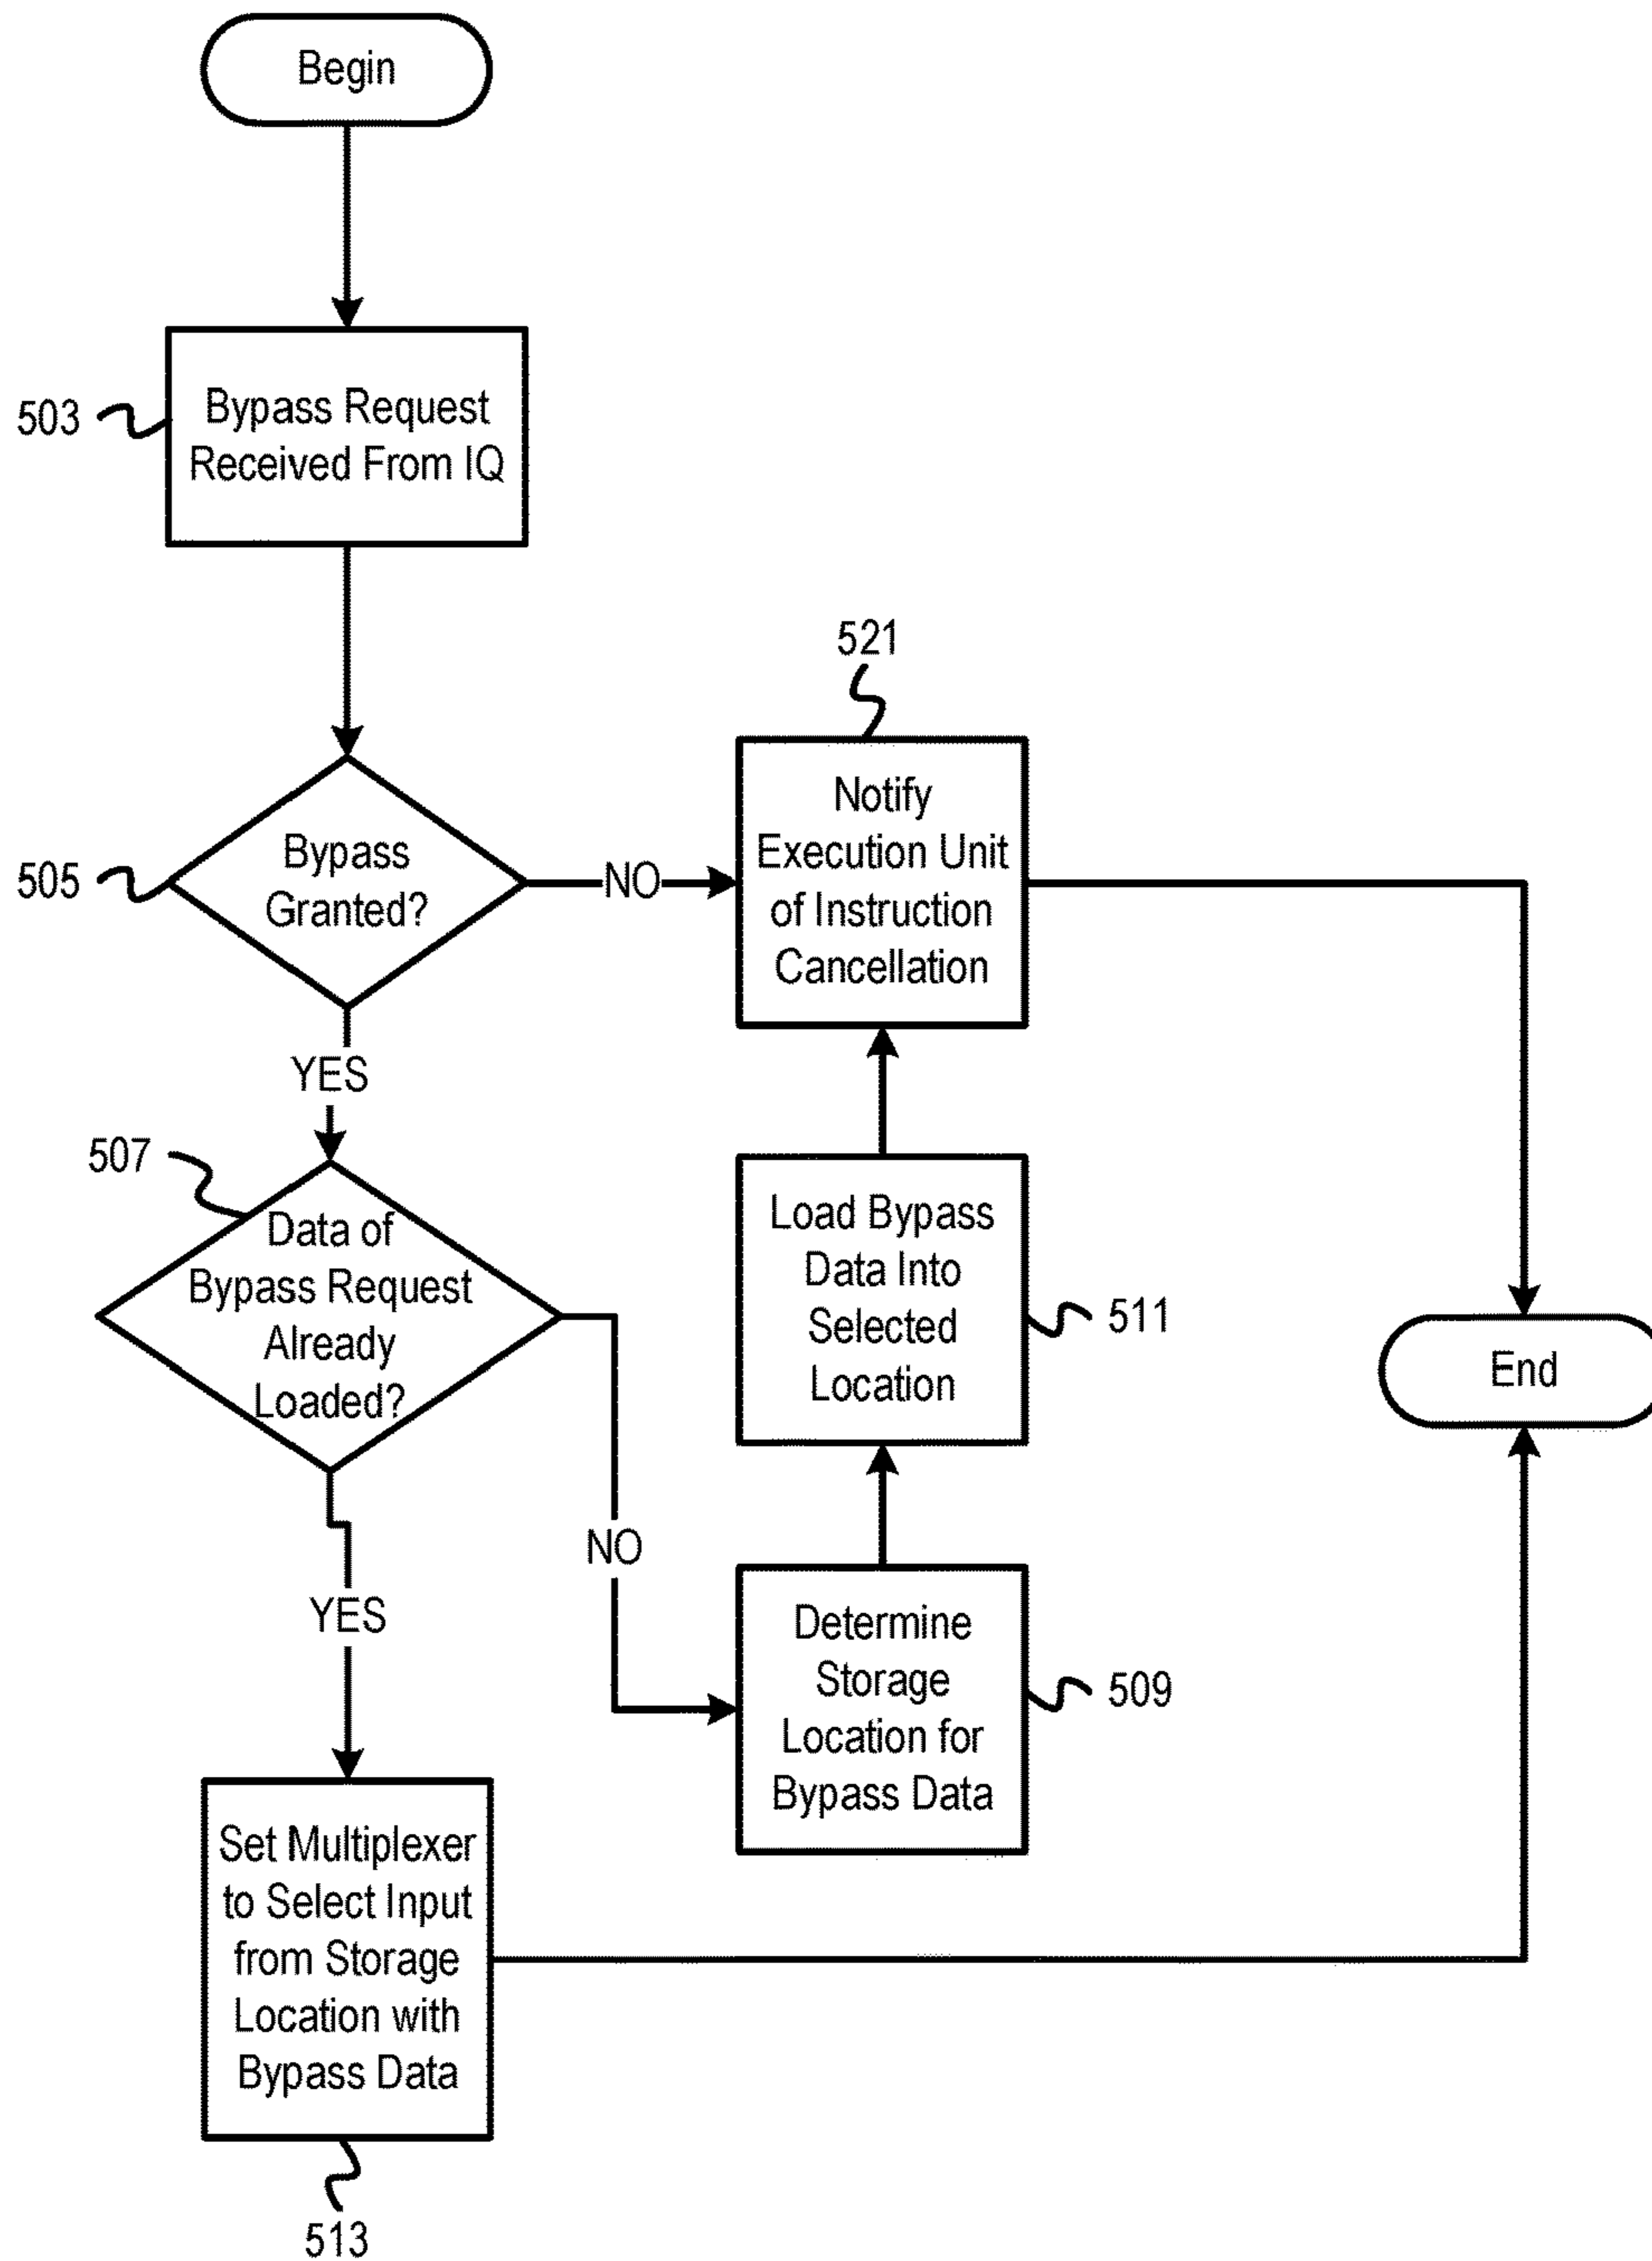 Begin
503
Bypass Request
Received From IQ
505
Bypass
Granted?
NO
521
Notify
Execution Unit
of Instruction
Cancellation
YES
507
Data of
Bypass Request
Already
Loaded?
Load Bypass
Data Into
Selected
Location
511
End
NO
YES
Determine
Storage
Location for
Bypass Data
509
Set Multiplexer
to Select Input
from Storage
Location with
Bypass Data
513